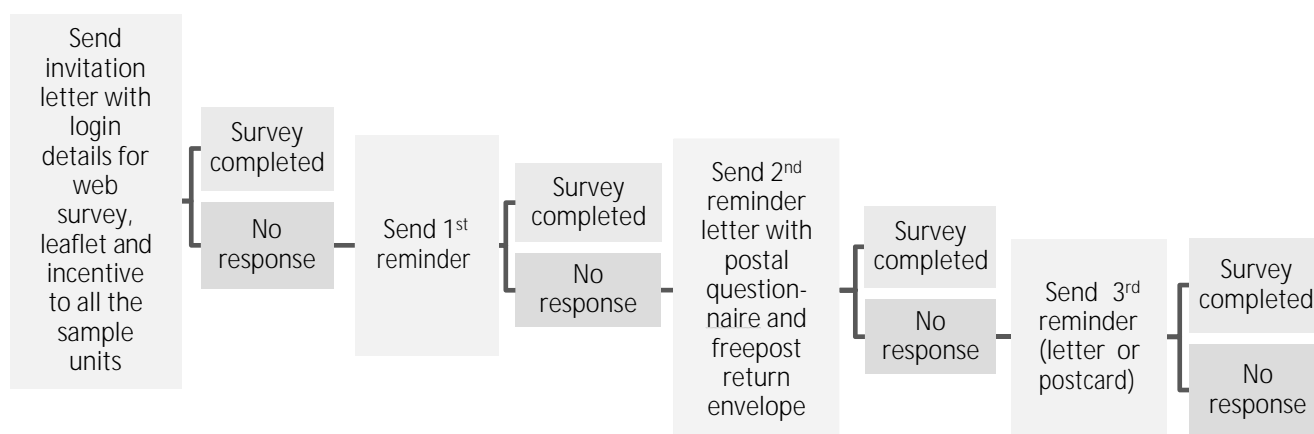 Send
invitation
letter with
login
details for
web
survey,
leaflet and
incentive
to all the
sample
units
Survey
completed
No
response
Send 1st
reminder
Survey
completed
No
response
Send 2nd
reminder
letter with
postal
question-
naire and
freepost
return
envelope
Survey
completed
No
response
Send 3rd
reminder
(letter or
postcard)
Survey
completed
No
response